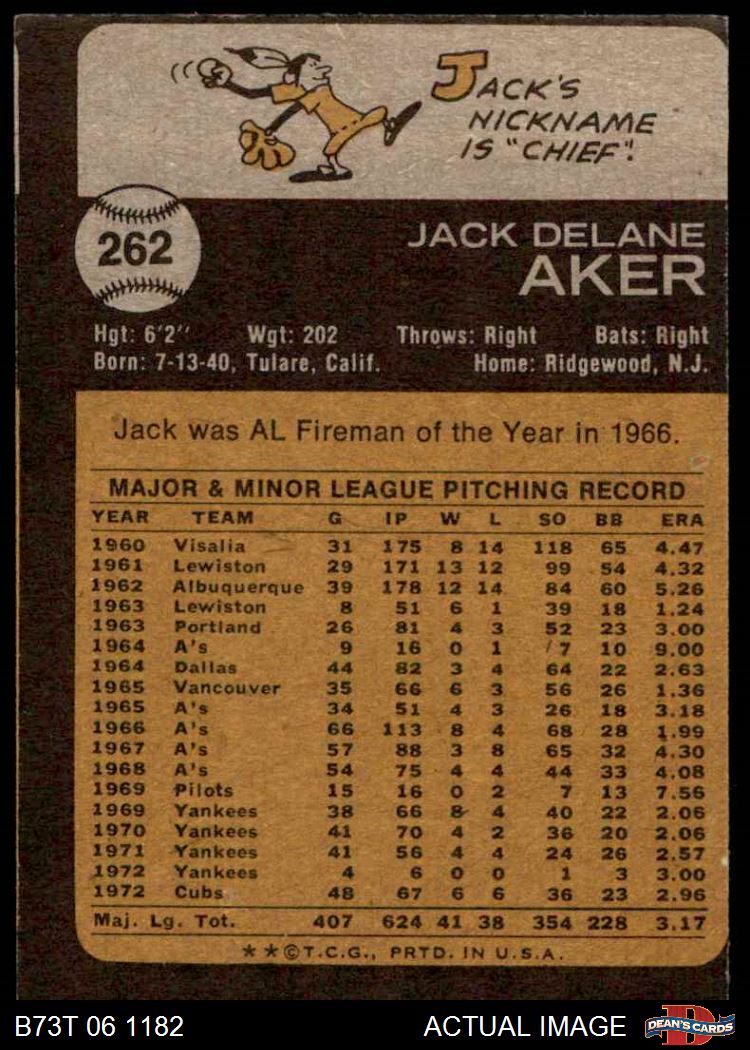 JACK'S
NICKNAME
IS "CHIEF"!
262
JACK DELANE
AKER
Hgt: 6'2" Wgt: 202 Throws: Right Bats: Right
Born: 7-13-40, Tulare, Calif. Home: Ridgewood, N.J.
Jack was AL Fireman of the Year in 1966.
MAJOR & MINOR LEAGUE PITCHING RECORD
YEAR TEAM G IP W L SO BB ERA
1960 Visalia 31 175 8 14 118 65 4.47
1961 Lewiston 29 171 13 12 99 54 4.32
1962 Albuquerque 39 178 12 14 84 60 5.26
1963 Lewiston 8 51 6 1 39 18 1.24
1963 Portland 26 81 4 3 52 23 3.00
1964 A's 9 16 0 1 7 10 9.00
1964 Dallas 44 82 3 4 64 22 2.63
1965 Vancouver 35 66 6 3 56 26 1.36
1965 A's 34 51 4 3 26 18 3.18
1966 A's 66 113 8 4 68 28 1.99
1967 A's 57 88 3 8 65 32 4.30
1968 A's 54 75 4 4 44 33 4.08
1969 Pilots 15 16 0 2 7 13 7.56
1969 Yankees 38 66 8 4 40 22 2.06
1970 Yankees 41 70 4 2 36 20 2.06
1971 Yankees 41 56 4 4 24 26 2.57
1972 Yankees 4 6 0 0 1 3 3.00
1972 Cubs 48 67 6 6 36 23 2.96
Maj. Lg. Tot. 407 624 41 38 354 228 3.17
**©T.C.G., PRTD. IN U.S.A.
B73T 06 1182 ACTUAL IMAGE DEAN'S CARDS